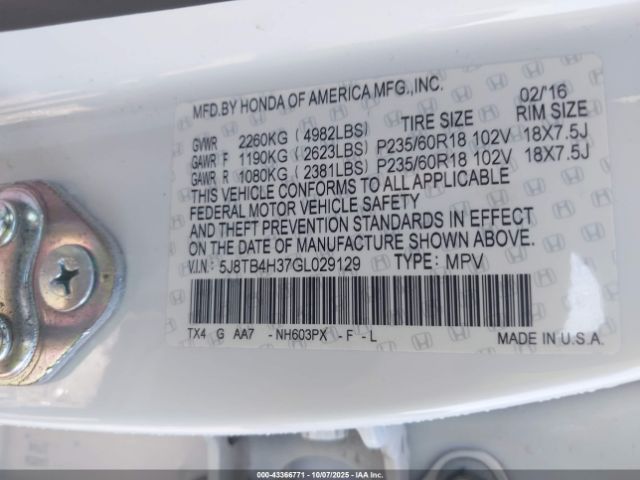 MFD.BY HONDA OF AMERICA MFG.,INC. 02/16
TIRE SIZE RIM SIZE
GVWR 2260KG (4982LBS)
GAWR F 1190KG (2623LBS) P235/60R18 102V 18X7.5J
GAWR R 1080KG (2381LBS) P235/60R18 102V 18X7.5J
THIS VEHICLE CONFORMS TO ALL APPLICABLE
FEDERAL MOTOR VEHICLE SAFETY
AND THEFT PREVENTION STANDARDS IN EFFECT
ON THE DATE OF MANUFACTURE SHOWN ABOVE.
V.I.N: 5J8TB4H37GL029129 TYPE: MPV
TX4 G AA7 -NH603PX -F -L MADE IN U.S.A.
000-43366771 - 10/07/2025 - IAA Inc.